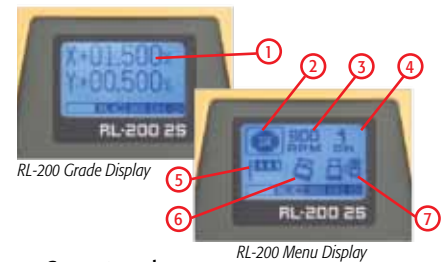 1
X+01.500%
Y+00.500%
RL-200 2S
RL-200 Grade Display
2
3
4
900
RPM
5
6
7
RL-200 2S
RL-200 Menu Display